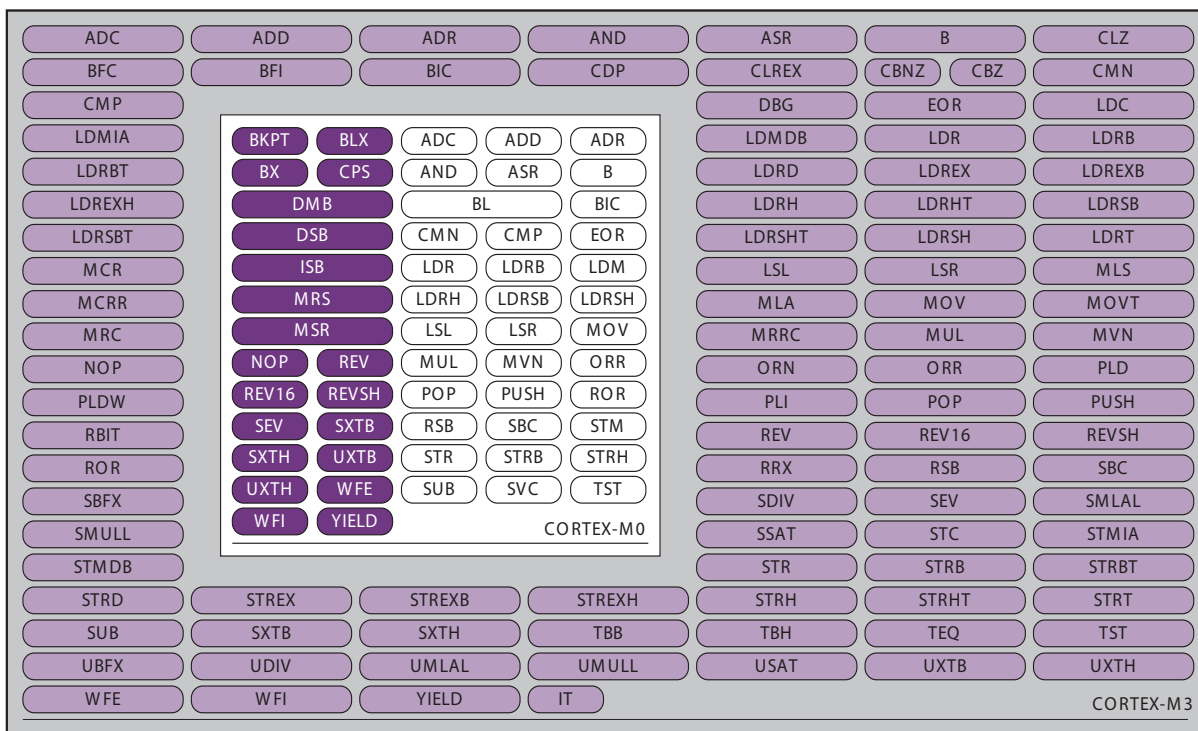 ADC ADD ADR AND ASR B CLZ
BFC BFI BIC CDP CLREX CBNZ CBZ CMN
CMP DBG EOR LDC
LDMIA BKPT BLX ADC ADD ADR LDMDB LDR LDRB
LDRBT BX CPS AND ASR B LDRD LDREX LDREXB
LDREXH DMB BL BIC LDRH LDRHT LDRSB
LDRSBT DSB CMN CMP EOR LDRSHT LDRSH LDRT
MCR ISB LDR LDRB LDM LSL LSR MLS
MCRR MRS LDRH LDRSB LDRSH MLA MOV MOVT
MRC MSR LSL LSR MOV MRRC MUL MVN
NOP NOP REV MUL MVN ORR ORN ORR PLD
PLDW REV16 REVSH POP PUSH ROR PLI POP PUSH
RBIT SEV SXTB RSB SBC STM REV REV16 REVSH
ROR SXTH UXTB STR STRB STRH RRX RSB SBC
SBFX UXTH WFE SUB SVC TST SDIV SEV SMLAL
SMULL WFI YIELD CORTEX-M0 SSAT STC STMIA
STMDB STR STRB STRBT
STRD STREX STREXB STREXH STRH STRHT STRT
SUB SXTB SXTH TBB TBH TEQ TST
UBFX UDIV UMLAL UMULL USAT UXTB UXTH
WFE WFI YIELD IT CORTEX-M3